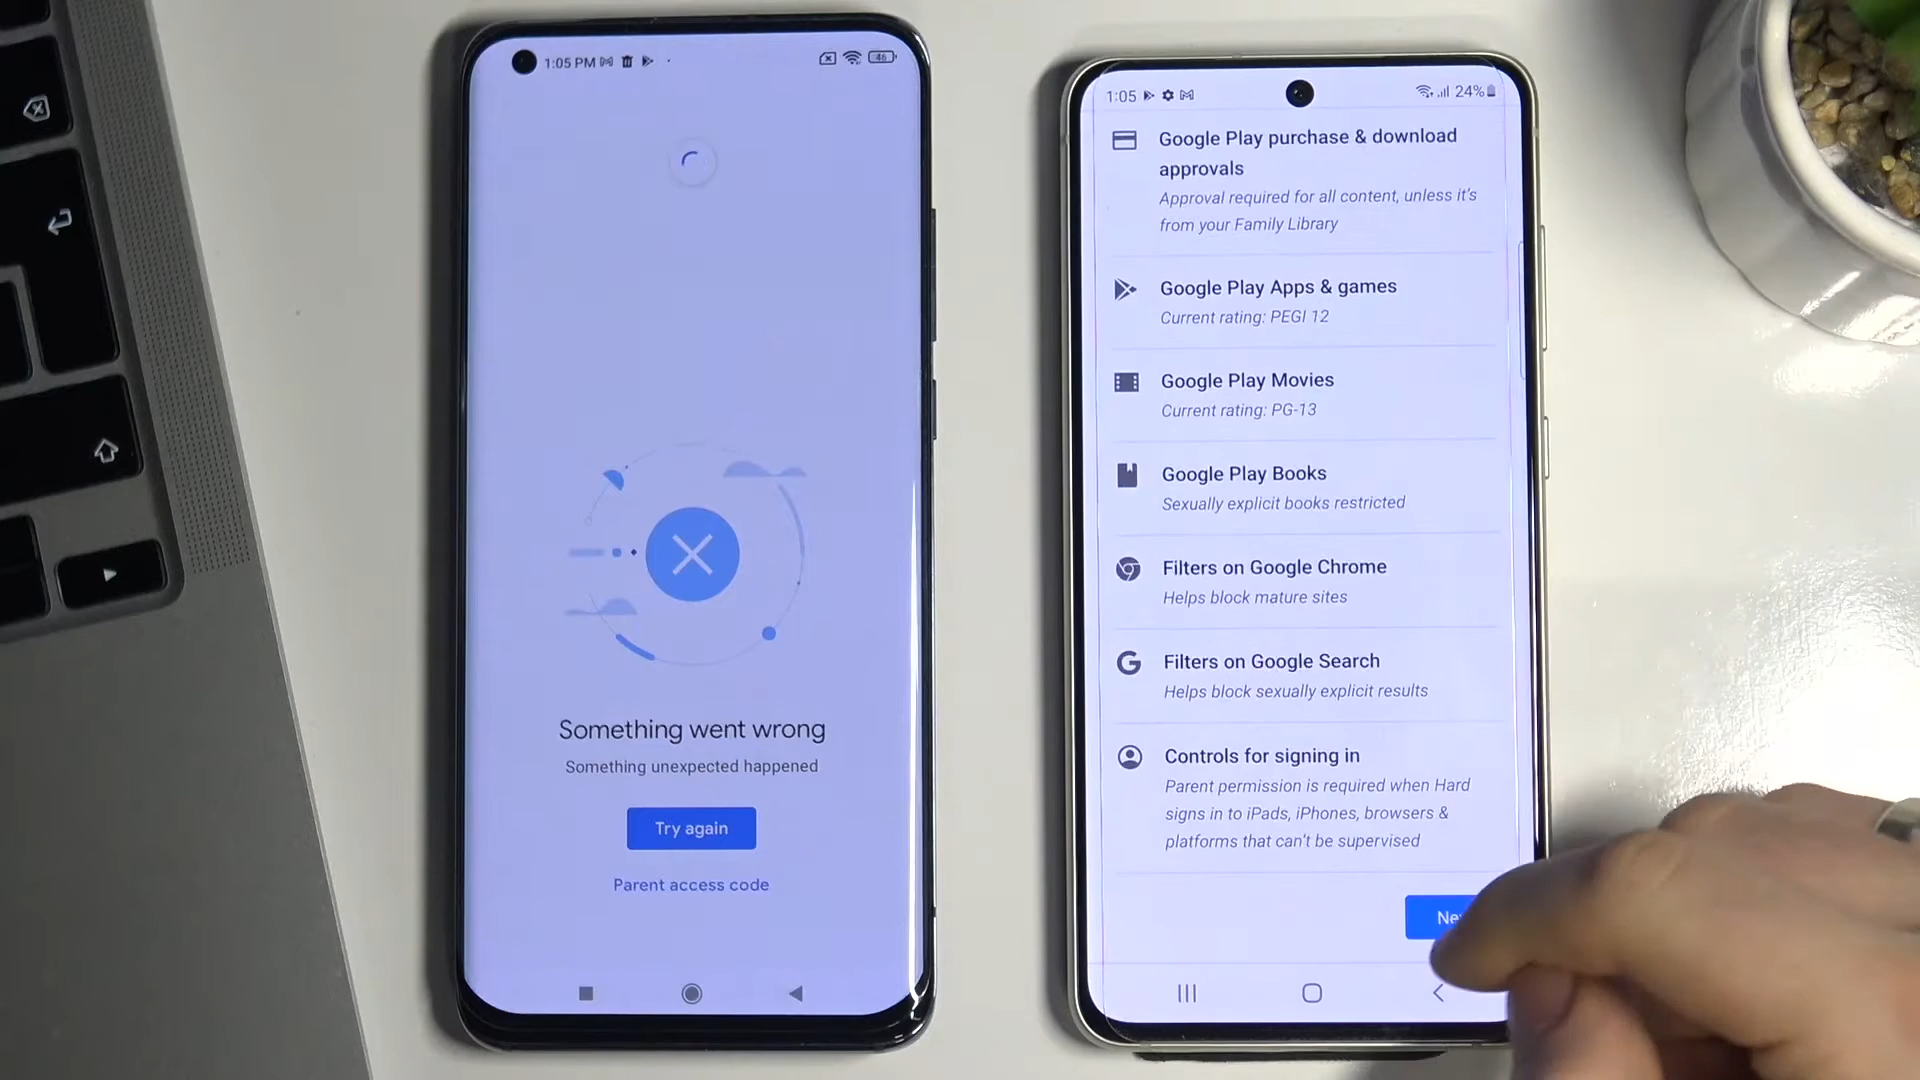 1:05 PM
46
Something went wrong
Something unexpected happened
Try again
Parent access code
1:05
24%
Google Play purchase & download
approvals
Approval required for all content, unless it's
from your Family Library
Google Play Apps & games
Current rating: PEGI 12
Google Play Movies
Current rating: PG-13
Google Play Books
Sexually explicit books restricted
Filters on Google Chrome
Helps block mature sites
Filters on Google Search
Helps block sexually explicit results
Controls for signing in
Parent permission is required when Hard
signs in to iPads, iPhones, browsers &
platforms that can't be supervised